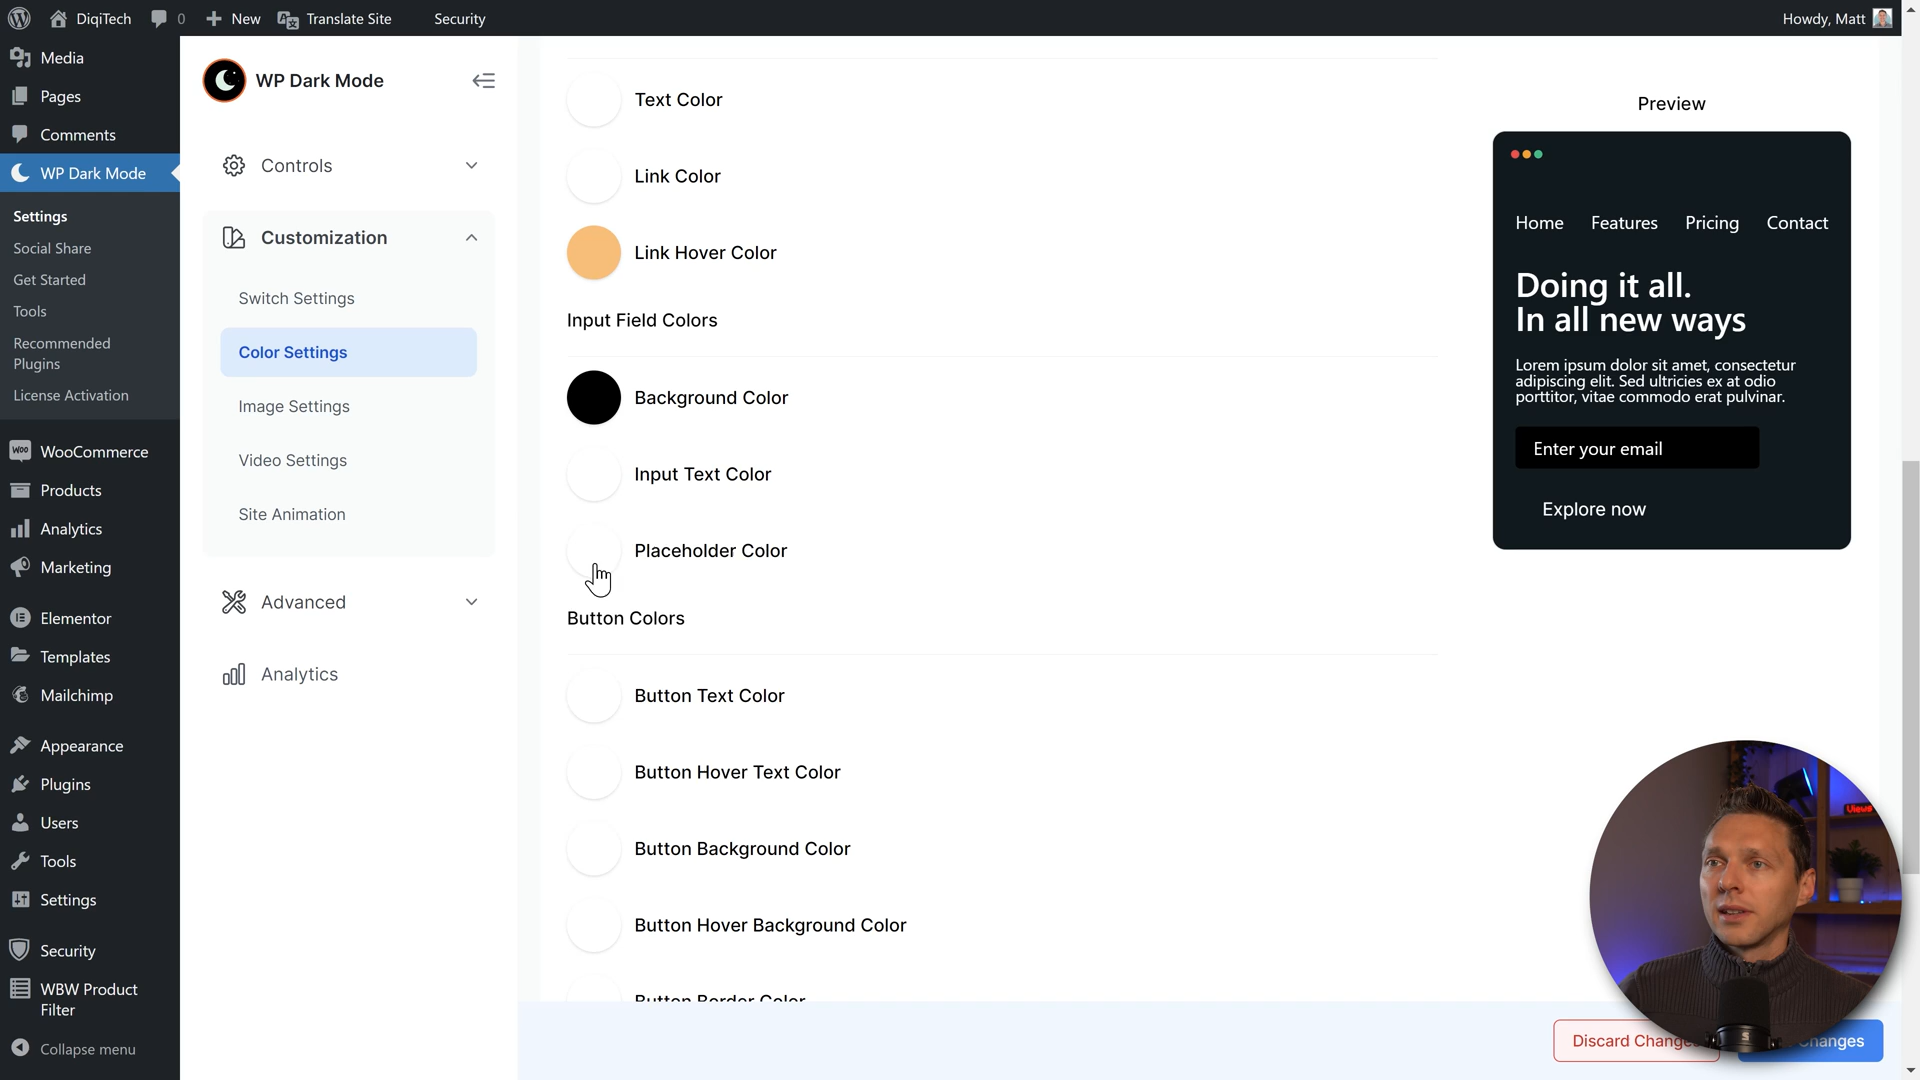 DiqiTech
0
New
Translate Site
Security
Howdy, Matt
Media
Pages
Comments
WP Dark Mode
Settings
Social Share
Get Started
Tools
Recommended
Plugins
License Activation
WooCommerce
Products
Analytics
Marketing
Elementor
Templates
Mailchimp
Appearance
Plugins
Users
Tools
Settings
Security
WBW Product
Filter
Collapse menu
WP Dark Mode
Controls
Customization
Switch Settings
Color Settings
Image Settings
Video Settings
Site Animation
Advanced
Analytics
Text Color
Link Color
Link Hover Color
Input Field Colors
Background Color
Input Text Color
Placeholder Color
Button Colors
Button Text Color
Button Hover Text Color
Button Background Color
Button Hover Background Color
Button Border Color
Preview
Home Features Pricing Contact
Doing it all.
In all new ways
Lorem ipsum dolor sit amet, consectetur
adipiscing elit. Sed ultricies ex at odio
porttitor, vitae commodo erat pulvinar.
Enter your email
Explore now
Discard Change
hanges